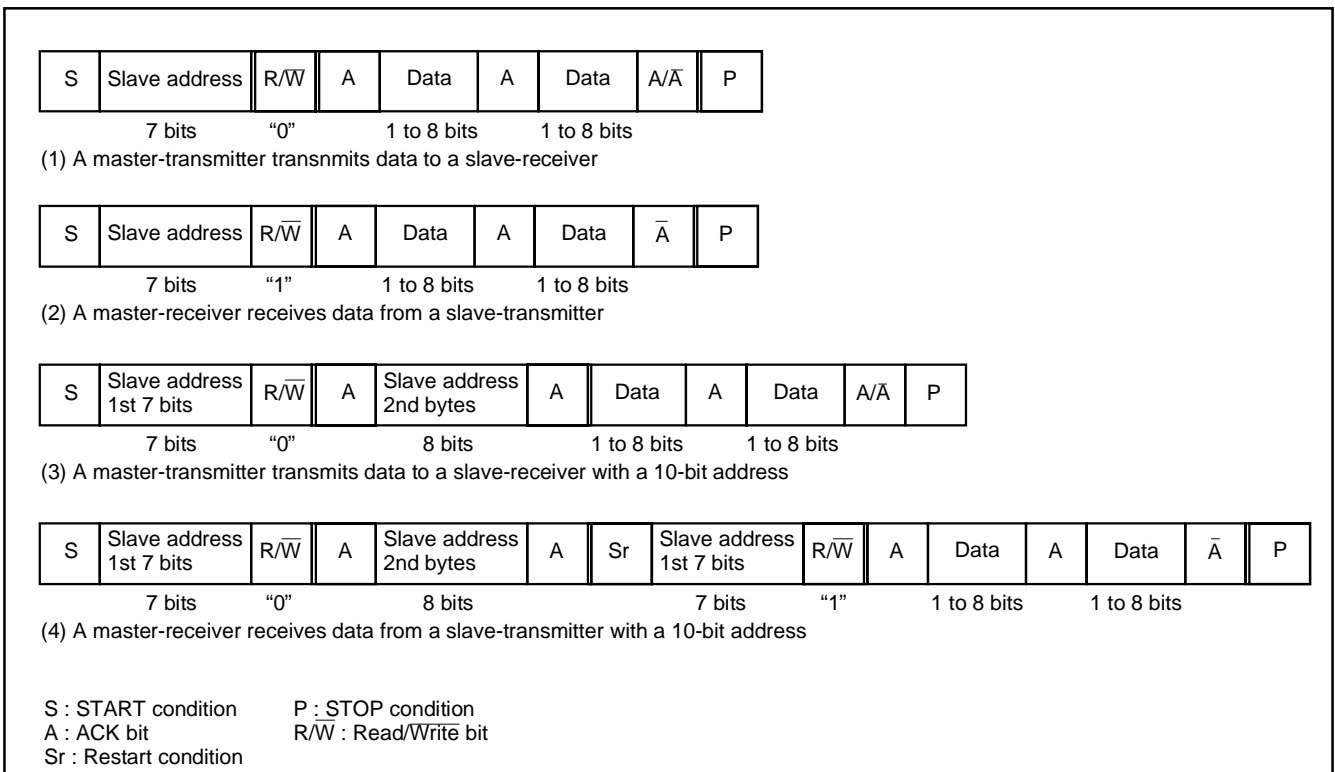 S Slave address R/W̅ A Data A Data A/A̅ P
7 bits “0” 1 to 8 bits 1 to 8 bits
(1) A master-transmitter transnmits data to a slave-receiver
S Slave address R/W̅ A Data A Data A̅ P
7 bits “1” 1 to 8 bits 1 to 8 bits
(2) A master-receiver receives data from a slave-transmitter
S Slave address 1st 7 bits R/W̅ A Slave address 2nd bytes A Data A Data A/A̅ P
7 bits “0” 8 bits 1 to 8 bits 1 to 8 bits
(3) A master-transmitter transmits data to a slave-receiver with a 10-bit address
S Slave address 1st 7 bits R/W̅ A Slave address 2nd bytes A Sr Slave address 1st 7 bits R/W̅ A Data A Data A̅ P
7 bits “0” 8 bits 7 bits “1” 1 to 8 bits 1 to 8 bits
(4) A master-receiver receives data from a slave-transmitter with a 10-bit address
S : START condition P : STOP condition
A : ACK bit R/W̅ : Read/W̅r̅i̅t̅e̅ bit
Sr : Restart condition